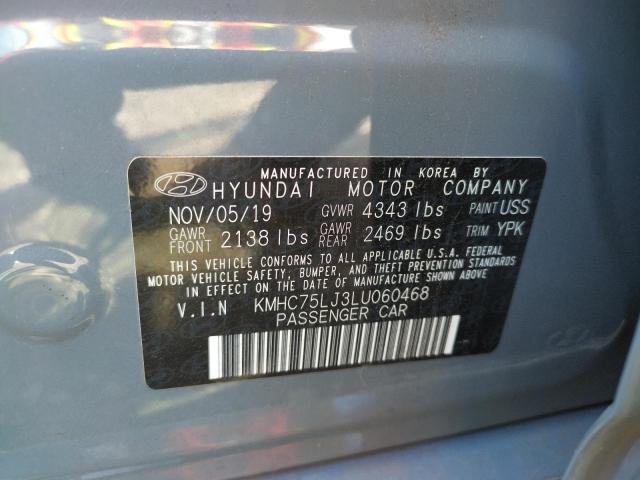 MANUFACTURED IN KOREA BY
HYUNDAI MOTOR COMPANY
NOV/05/19 GVWR 4343 lbs PAINT USS
GAWR FRONT 2138 lbs GAWR REAR 2469 lbs TRIM YPK
THIS VEHICLE CONFORMS TO ALL APPLICABLE U.S.A. FEDERAL
MOTOR VEHICLE SAFETY, BUMPER, AND THEFT PREVENTION STANDARDS
IN EFFECT ON THE DATE OF MANUFACTURE SHOWN ABOVE.
V.I.N KMHC75LJ3LU060468
PASSENGER CAR